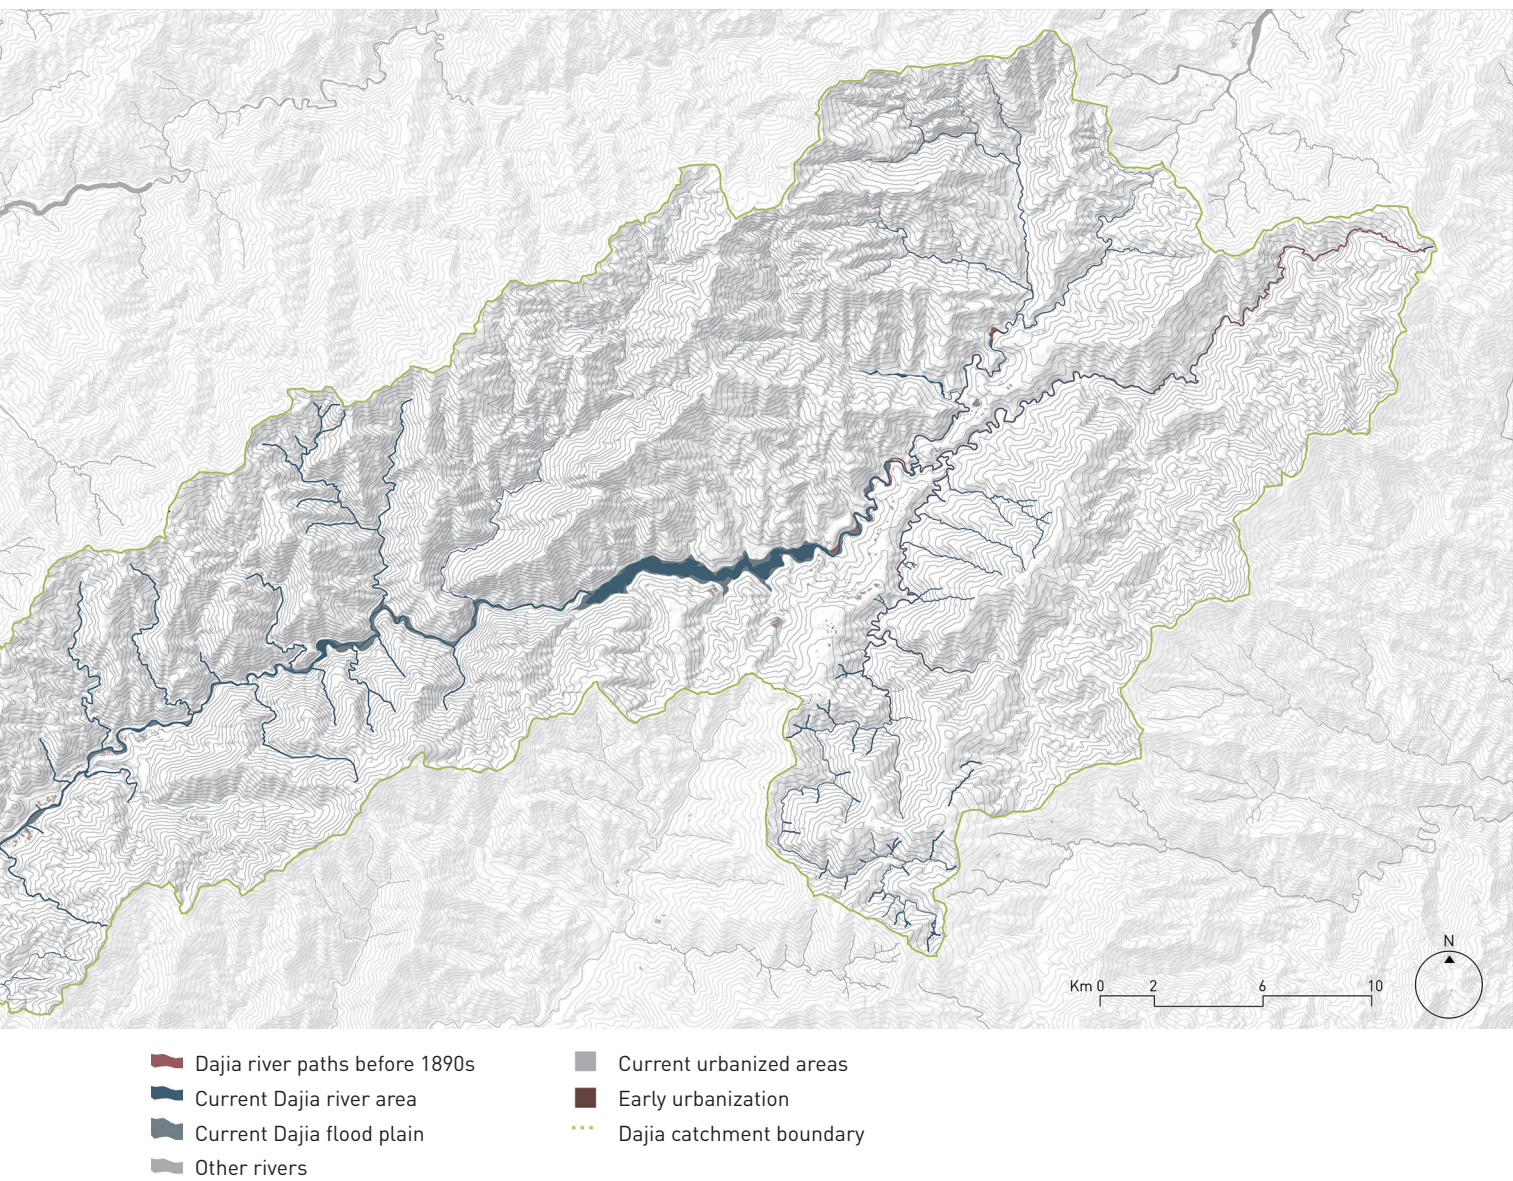 N
Km 0 2 6 10
Dajia river paths before 1890s
Current Dajia river area
Current Dajia flood plain
Other rivers
Current urbanized areas
Early urbanization
Dajia catchment boundary